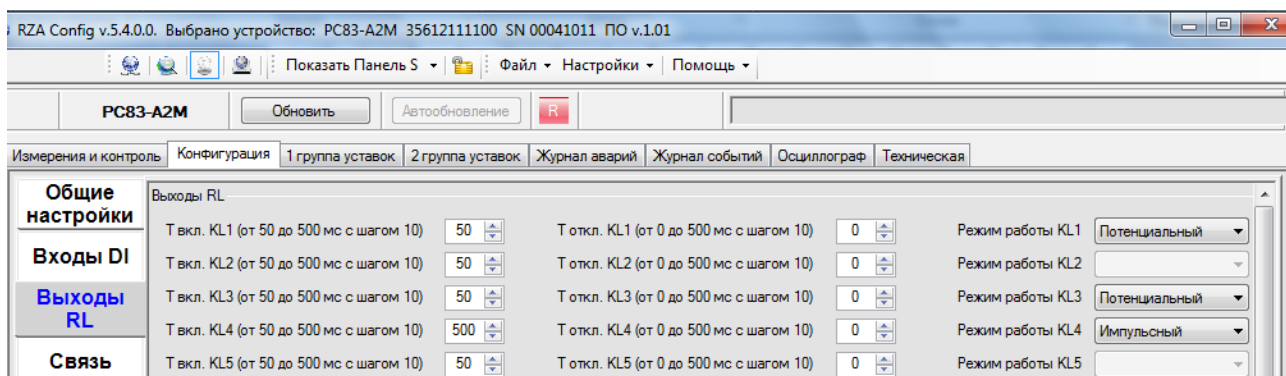 RZA Config v.5.4.0.0. Выбрано устройство: РС83-А2М 35612111100 SN 00041011 ПО v.1.01
Показать Панель S Файл Настройки Помощь
РС83-А2М Обновить Автообновление R
Измерения и контроль Конфигурация 1 группа уставок 2 группа уставок Журнал аварий Журнал событий Осциллограф Техническая
Общие настройки
Входы DI
Выходы RL
Связь
Выходы RL
Т вкл. KL1 (от 50 до 500 мс с шагом 10) 50 Т откл. KL1 (от 0 до 500 мс с шагом 10) 0 Режим работы KL1 Потенциальный
Т вкл. KL2 (от 50 до 500 мс с шагом 10) 50 Т откл. KL2 (от 0 до 500 мс с шагом 10) 0 Режим работы KL2
Т вкл. KL3 (от 50 до 500 мс с шагом 10) 50 Т откл. KL3 (от 0 до 500 мс с шагом 10) 0 Режим работы KL3 Потенциальный
Т вкл. KL4 (от 50 до 500 мс с шагом 10) 500 Т откл. KL4 (от 0 до 500 мс с шагом 10) 0 Режим работы KL4 Импульсный
Т вкл. KL5 (от 50 до 500 мс с шагом 10) 50 Т откл. KL5 (от 0 до 500 мс с шагом 10) 0 Режим работы KL5